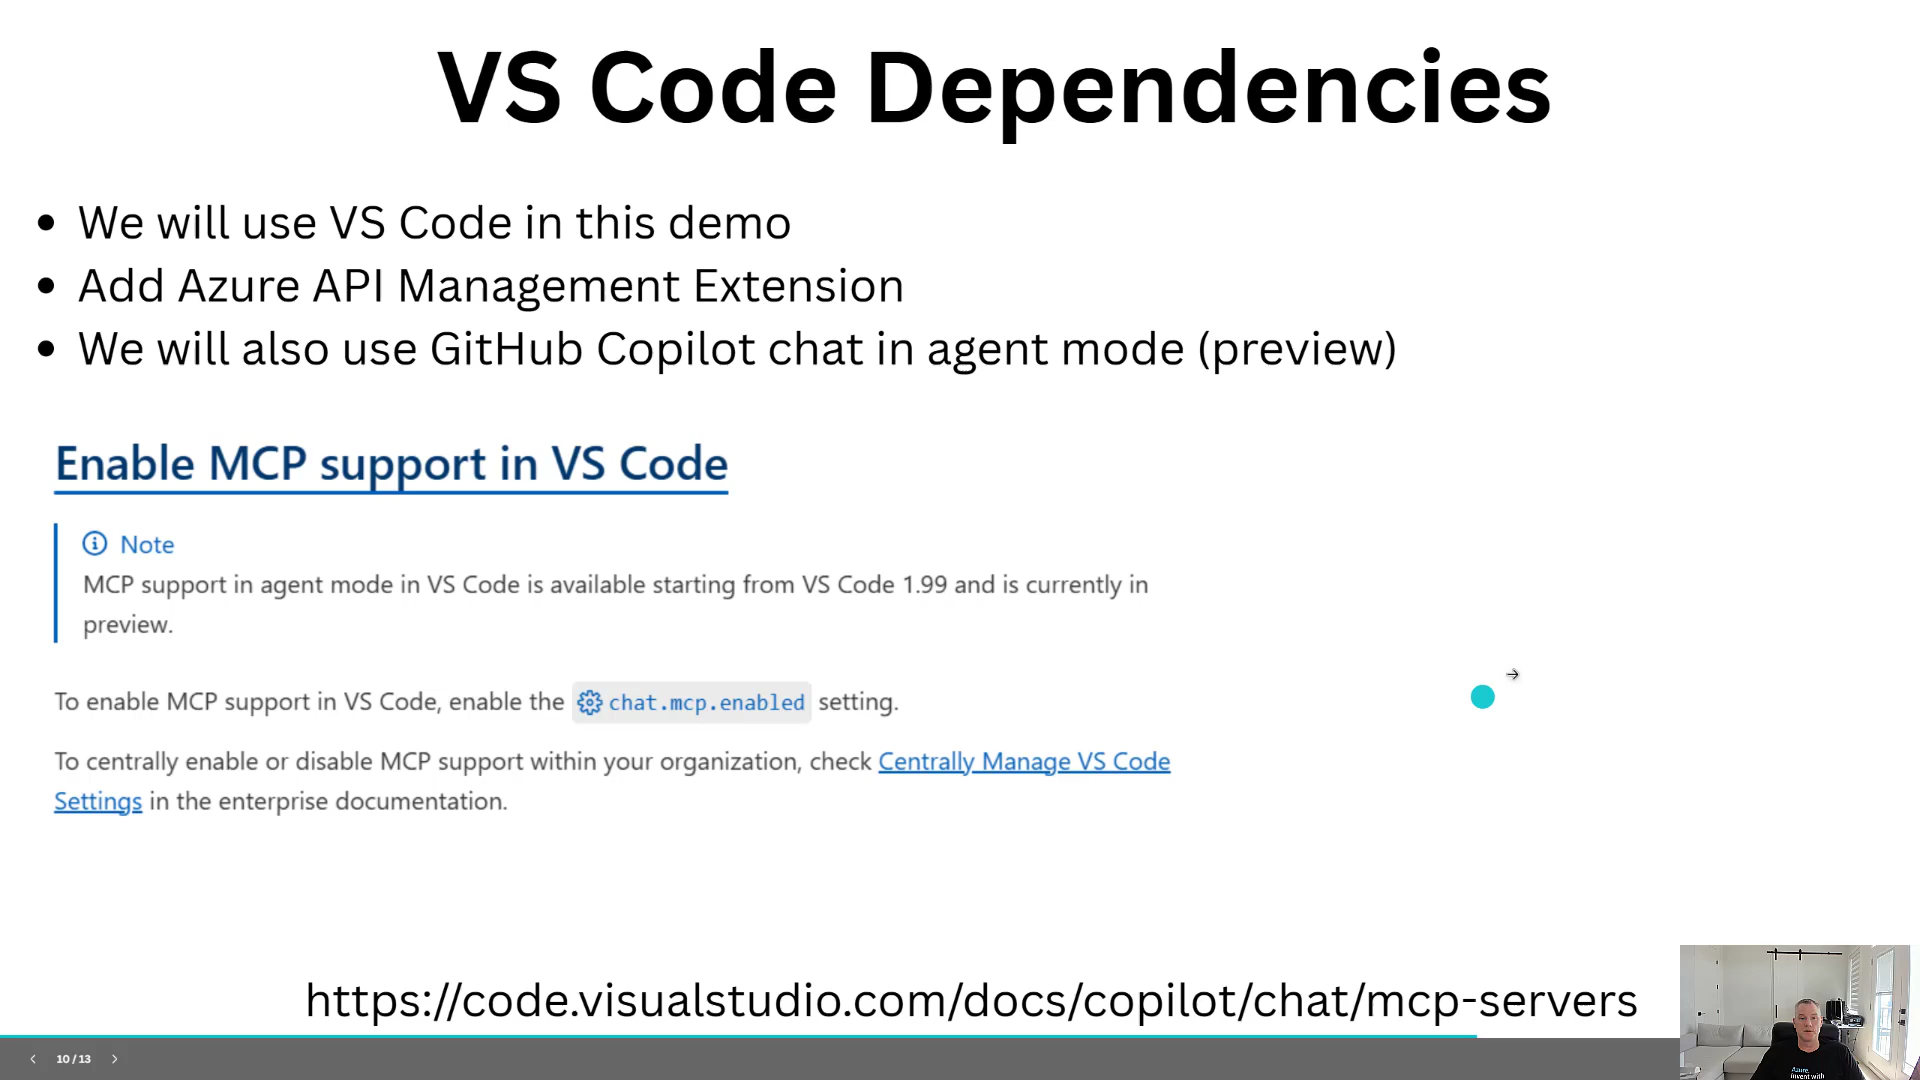 VS Code Dependencies
• We will use VS Code in this demo
• Add Azure API Management Extension
• We will also use GitHub Copilot chat in agent mode (preview)
Enable MCP support in VS Code
Note
MCP support in agent mode in VS Code is available starting from VS Code 1.99 and is currently in
preview.
To enable MCP support in VS Code, enable the chat.mcp.enabled setting.
To centrally enable or disable MCP support within your organization, check Centrally Manage VS Code
Settings in the enterprise documentation.
https://code.visualstudio.com/docs/copilot/chat/mcp-servers
10 / 13
Azure.
Invent with